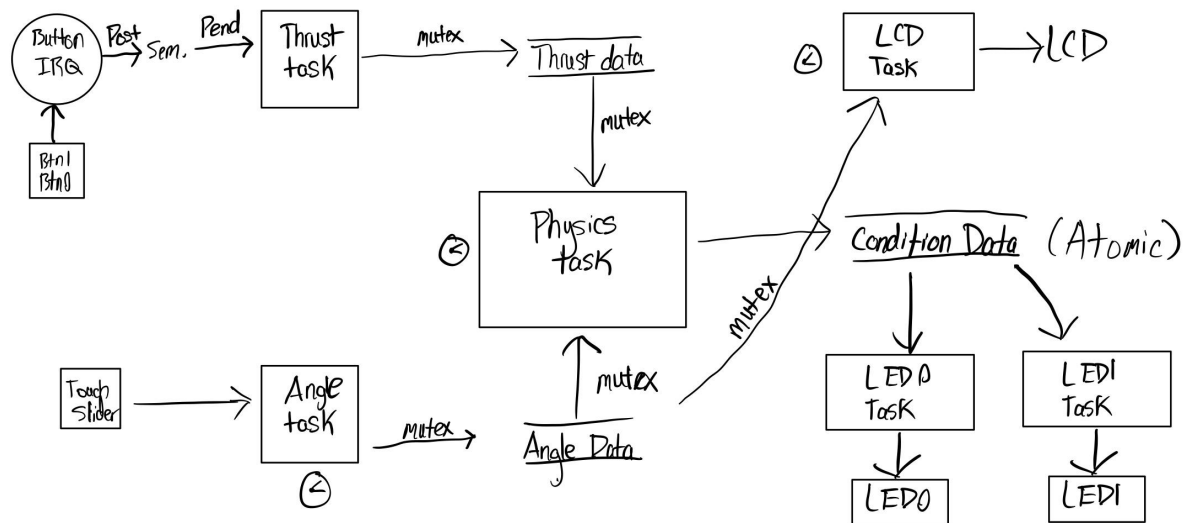 Button
IRQ
Post
Sem.
Pend
Thrust
task
mutex
Thrust data
mutex
LCD
Task
LCD
Btn1
Btn0
Physics
task
Condition Data (Atomic)
mutex
Touch
Slider
Angle
task
mutex
mutex
Angle Data
LED0
Task
LED1
Task
LED0
LED1